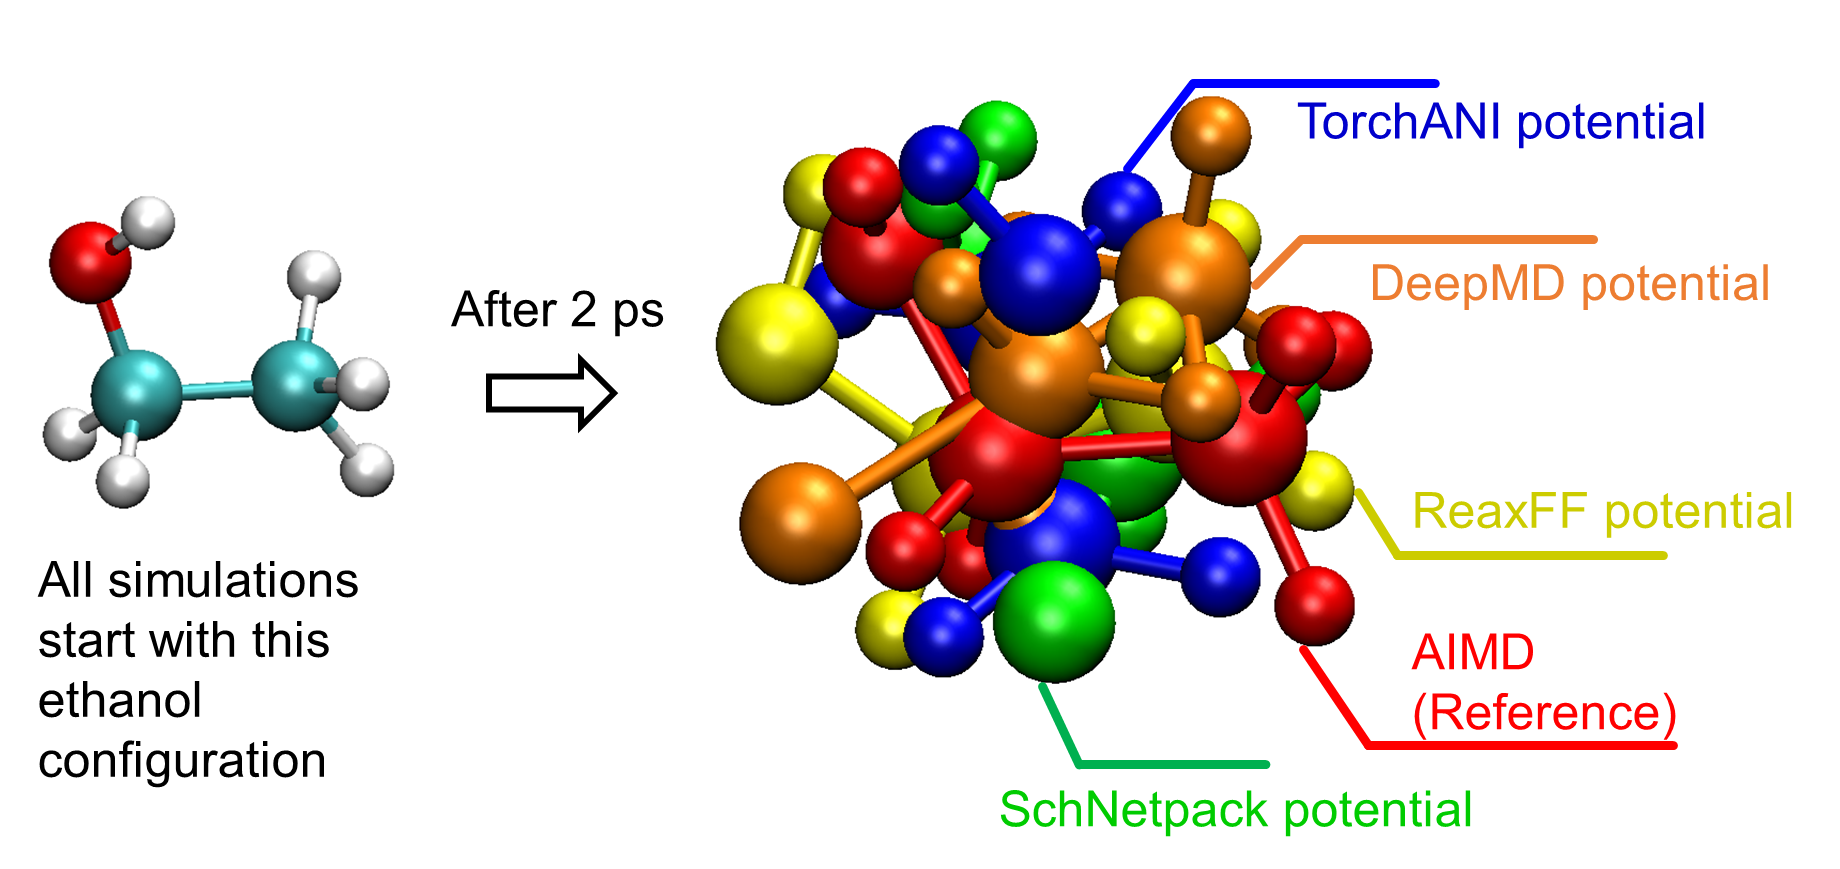 TorchANI potential
DeepMD potential
After 2 ps
ReaxFF potential
All simulations
start with this
ethanol
configuration
AIMD
(Reference)
SchNetpack potential